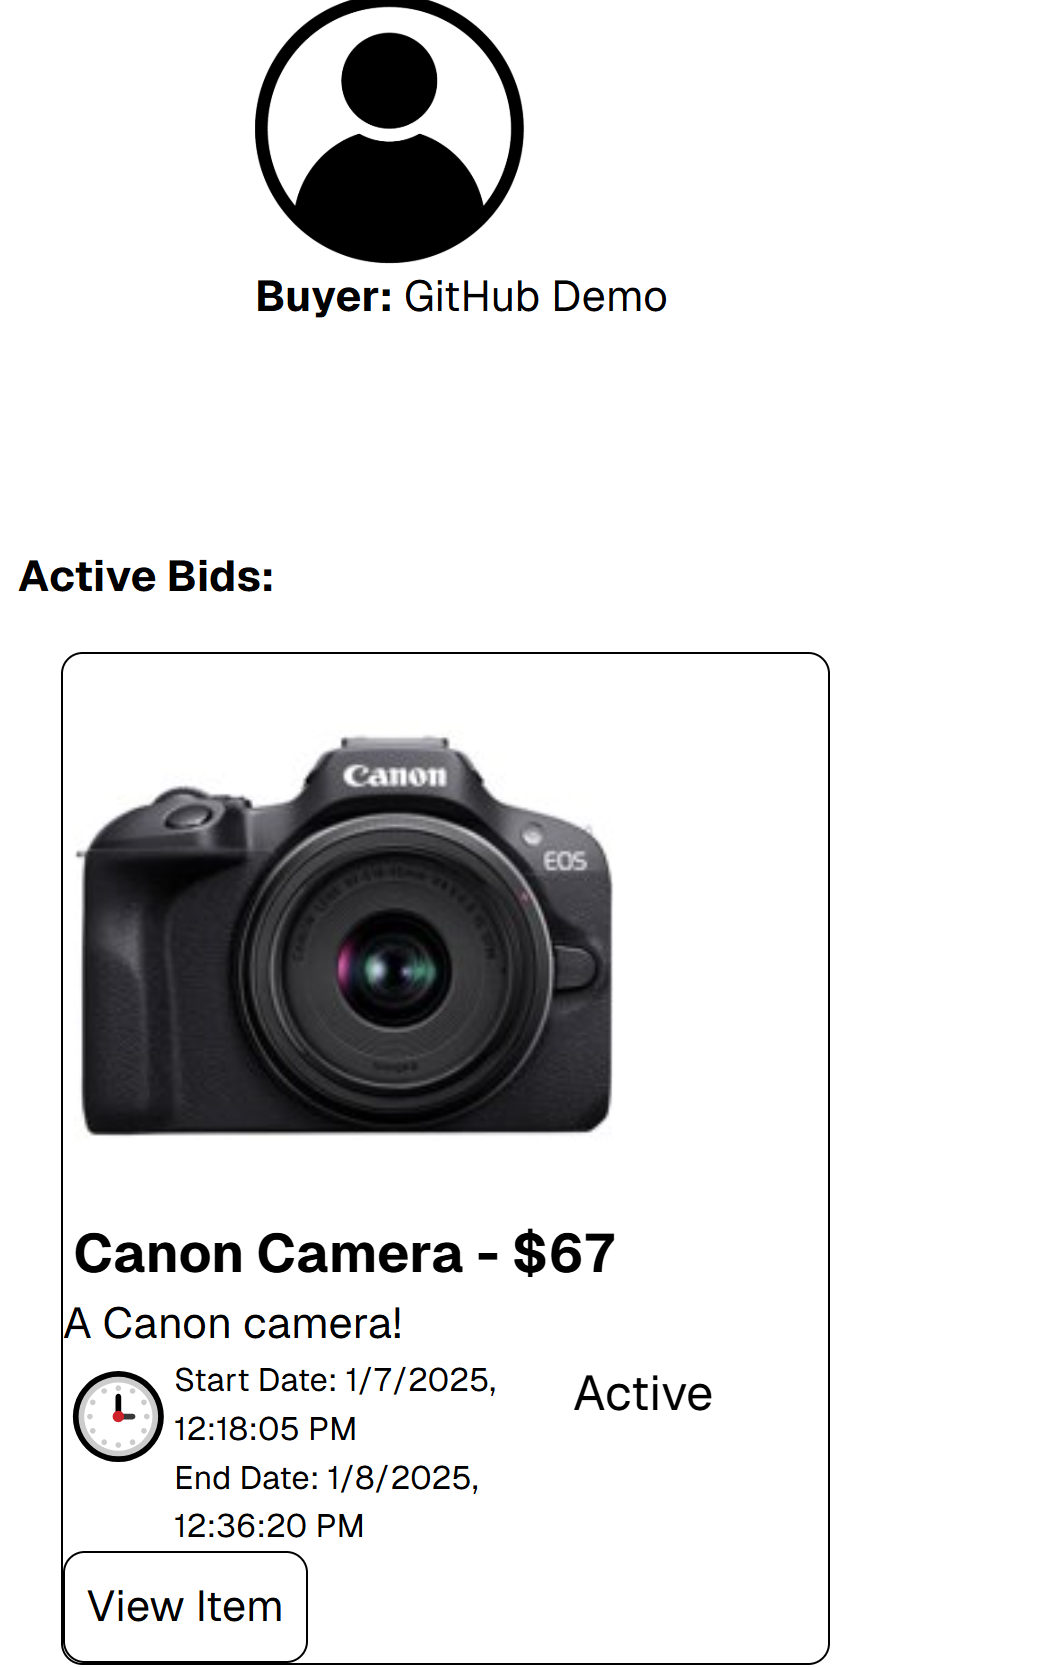 Buyer: GitHub Demo
Active Bids:
Canon
EOS
Canon Camera - $67
A Canon camera!
Start Date: 1/7/2025,
12:18:05 PM
End Date: 1/8/2025,
12:36:20 PM
Active
View Item